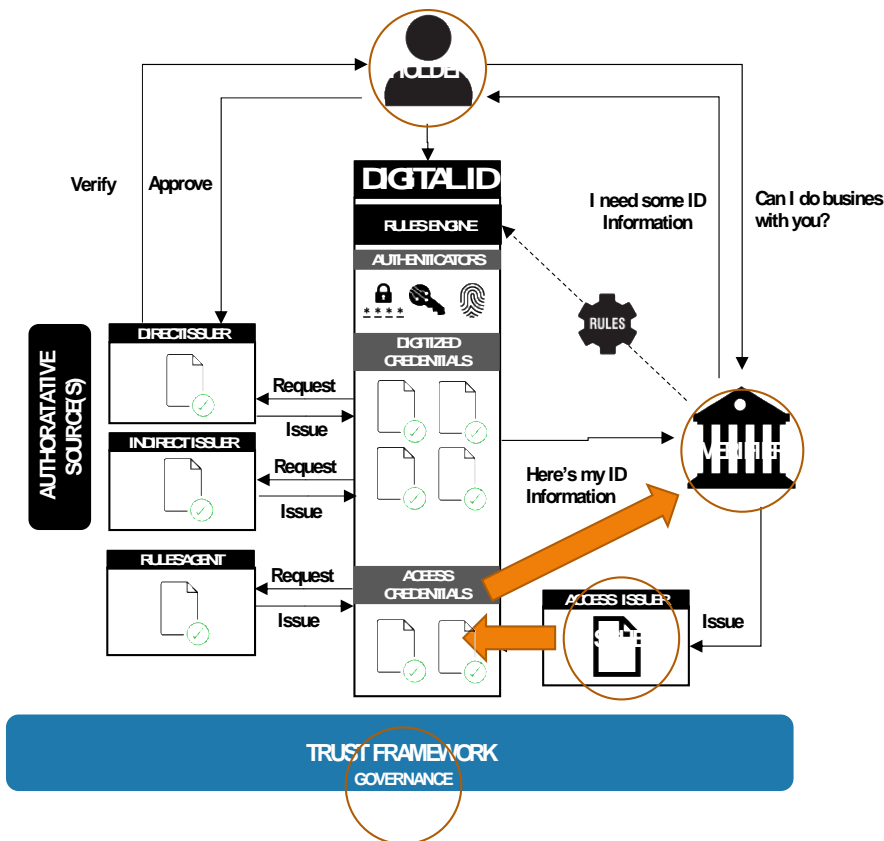 HOLDER
Verify
Approve
DIGITAL ID
I need some ID
Information
Can I do busines
with you?
RULES ENGINE
AUTHENTICATORS
* * * *
RULES
DIRECT ISSUER
DIGITIZED
CREDENTIALS
AUTHORATATIVE
SOURCE(S)
Request
Issue
INDIRECT ISSUER
Request
Issue
VERIFIER
Here's my ID
Information
RULES AGENT
Request
Issue
ACCESS
CREDENTIALS
ACCESS ISSUER
Issue
TRUST FRAMEWORK
GOVERNANCE